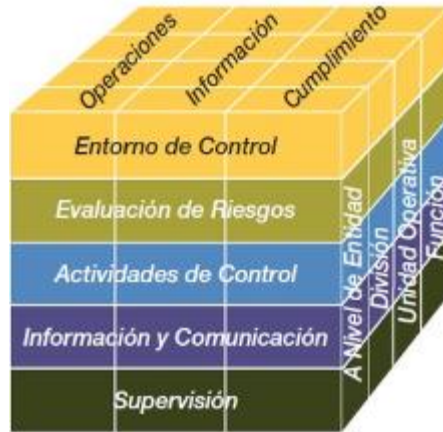 Operaciones
Información
Cumplimiento
Entorno de Control
Evaluación de Riesgos
Actividades de Control
Información y Comunicación
Supervisión
A Nivel de Entidad
División
Unidad Operativa
Función